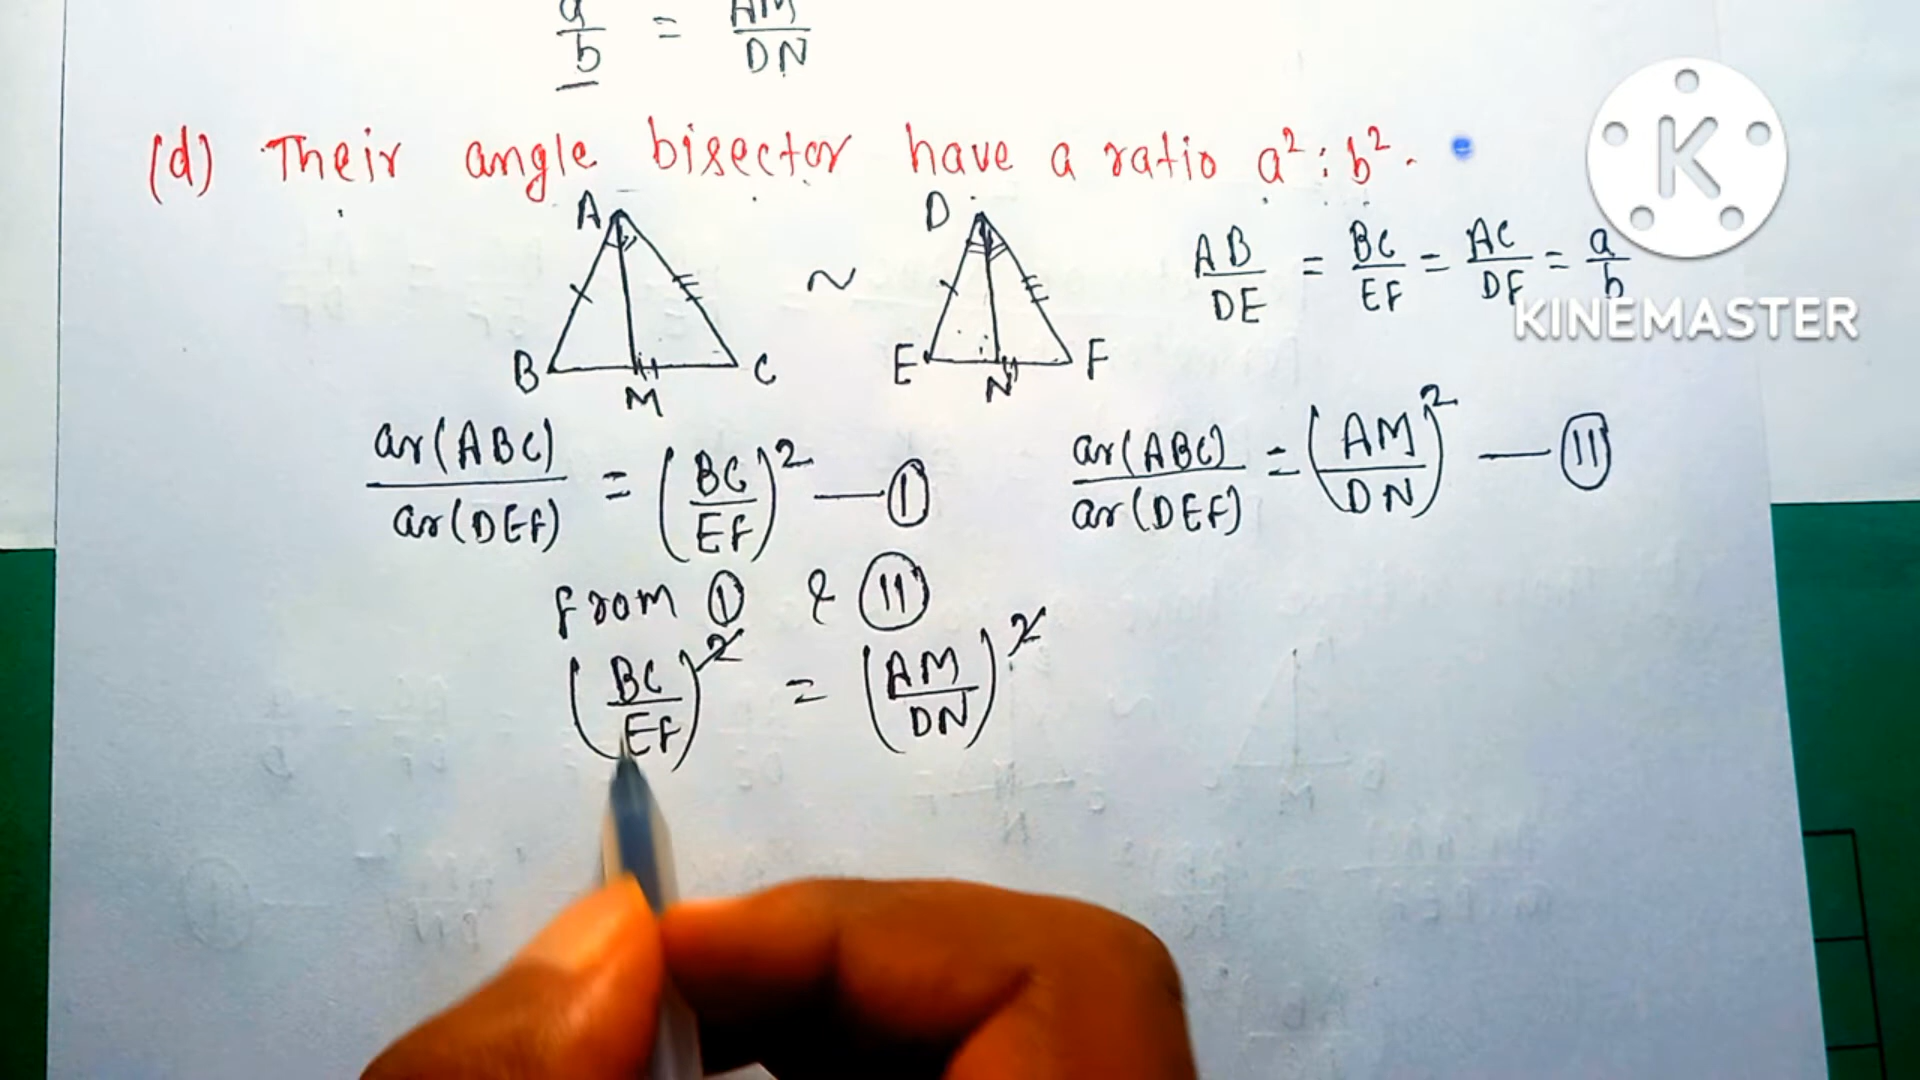 a/b = AM/DN
(d) Their angle bisector have a ratio a²:b².
A D
~
B M C E N F
AB/DE = BC/EF = AC/DF = a/b
K
KINEMASTER
ar(ABC)/ar(DEF) = (BC/EF)² — I
ar(ABC)/ar(DEF) = (AM/DN)² — II
from I & II
(BC/EF)² = (AM/DN)²